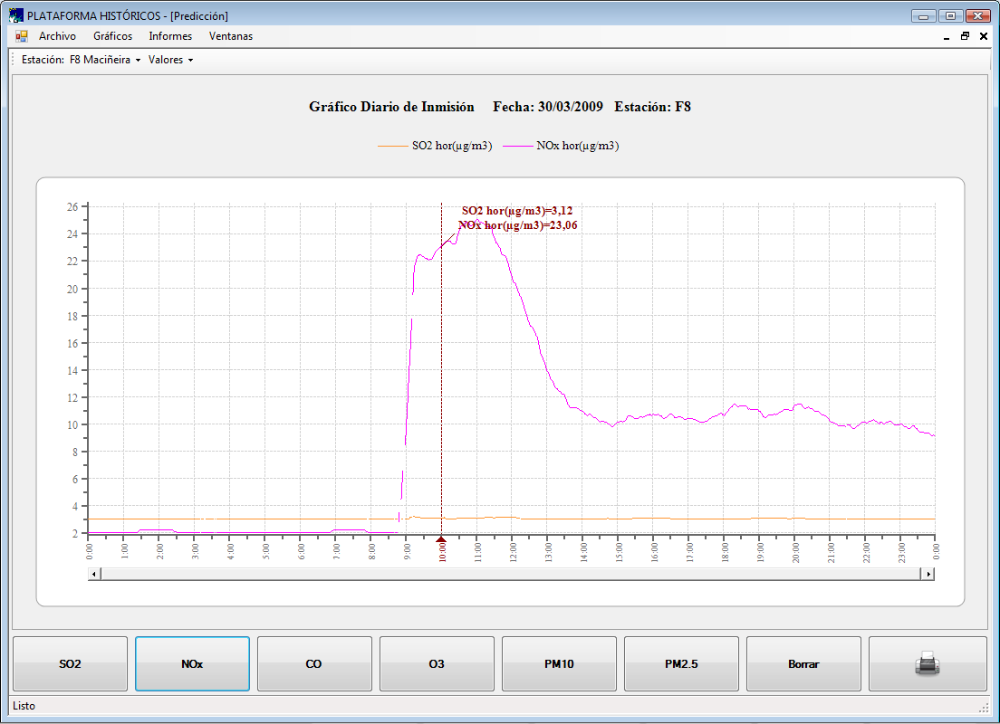 PLATAFORMA HISTÓRICOS - [Predicción]
Archivo Gráficos Informes Ventanas
Estación: F8 Maciñeira Valores
Gráfico Diario de Inmisión Fecha: 30/03/2009 Estación: F8
SO2 hor(µg/m3) NOx hor(µg/m3)
SO2 hor(µg/m3)=3,12
NOx hor(µg/m3)=23,06
26
24
22
20
18
16
14
12
10
8
6
4
2
0:00 1:00 2:00 3:00 4:00 5:00 6:00 7:00 8:00 9:00 10:00 11:00 12:00 13:00 14:00 15:00 16:00 17:00 18:00 19:00 20:00 21:00 22:00 23:00 0:00
SO2 NOx CO O3 PM10 PM2.5 Borrar
Listo